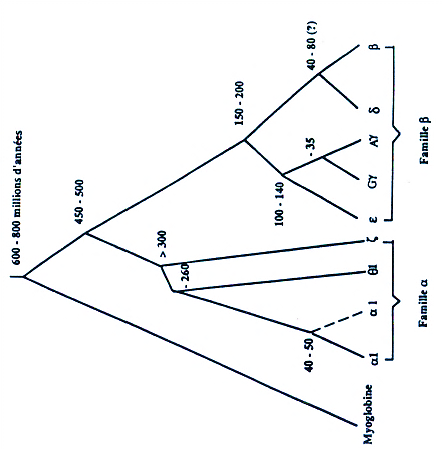 600 - 800 millions d'années
450 - 500
> 300
- 260
40 - 50
150 - 200
100 - 140
- 35
40 - 80 (?)
Myoglobine
α1
α 1
θ1
ζ
ε
Gγ
Aγ
δ
β
Famille α
Famille β